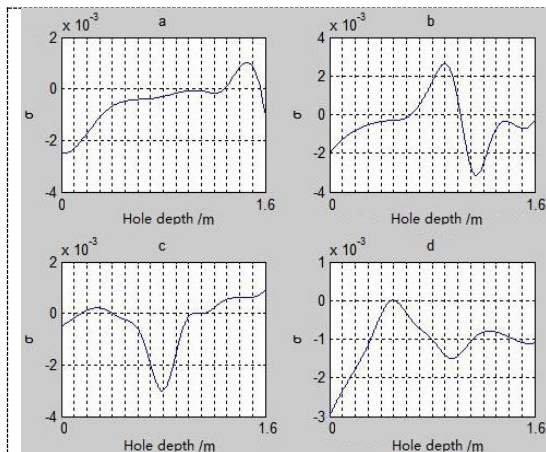 a
x 10⁻³
2
0
-2
-4
σ
0
1.6
Hole depth /m
b
x 10⁻³
4
2
0
-2
-4
σ
0
1.6
Hole depth /m
c
x 10⁻³
2
0
-2
-4
σ
0
1.6
Hole depth /m
d
x 10⁻³
1
0
-1
-2
-3
σ
0
1.6
Hole depth /m